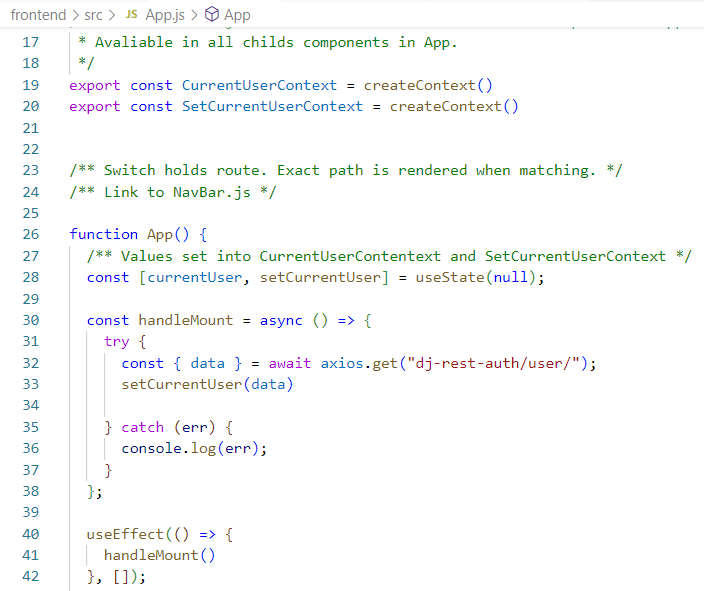 frontend > src > JS App.js > App
17 * Avaliable in all childs components in App.
18 */
19 export const CurrentUserContext = createContext()
20 export const SetCurrentUserContext = createContext()
21
22
23 /** Switch holds route. Exact path is rendered when matching. */
24 /** Link to NavBar.js */
25
26 function App() {
27 /** Values set into CurrentUserContentext and SetCurrentUserContext */
28 const [currentUser, setCurrentUser] = useState(null);
29
30 const handleMount = async () => {
31 try {
32 const { data } = await axios.get("dj-rest-auth/user/");
33 setCurrentUser(data)
34
35 } catch (err) {
36 console.log(err);
37 }
38 };
39
40 useEffect(() => {
41 handleMount()
42 }, []);